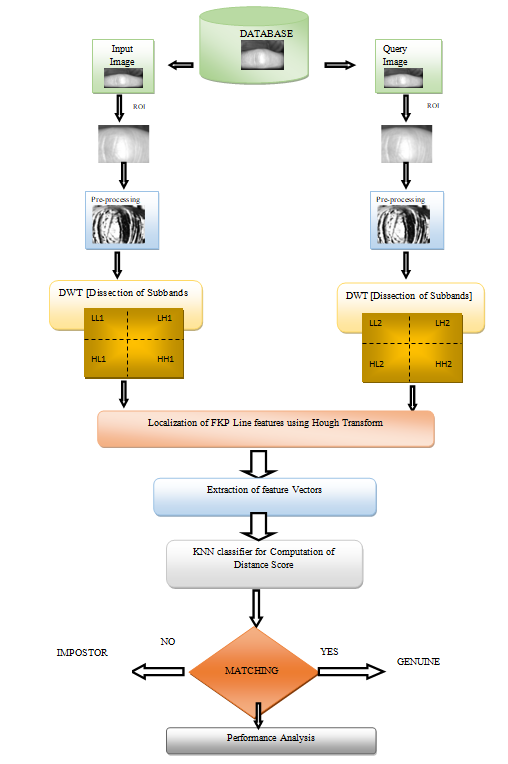 DATABASE
Input
Image
Query
Image
ROI
ROI
Pre-processing
Pre-processing
DWT [Dissection of Subbands
DWT [Dissection of Subbands]
LL1 LH1
HL1 HH1
LL2 LH2
HL2 HH2
Localization of FKP Line features using Hough Transform
Extraction of feature Vectors
KNN classifier for Computation of
Distance Score
NO
YES
IMPOSTOR
MATCHING
GENUINE
Performance Analysis